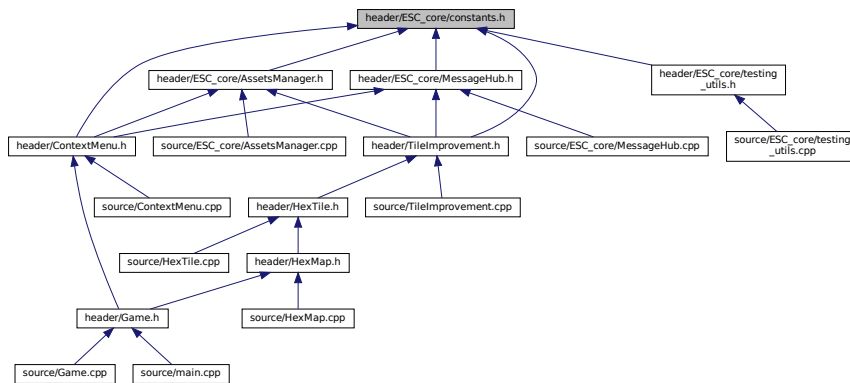 header/ESC_core/constants.h
header/ESC_core/AssetsManager.h
header/ESC_core/MessageHub.h
header/ESC_core/testing
_utils.h
header/ContextMenu.h
source/ESC_core/AssetsManager.cpp
header/TileImprovement.h
source/ESC_core/MessageHub.cpp
source/ESC_core/testing
_utils.cpp
source/ContextMenu.cpp
header/HexTile.h
source/TileImprovement.cpp
source/HexTile.cpp
header/HexMap.h
header/Game.h
source/HexMap.cpp
source/Game.cpp
source/main.cpp